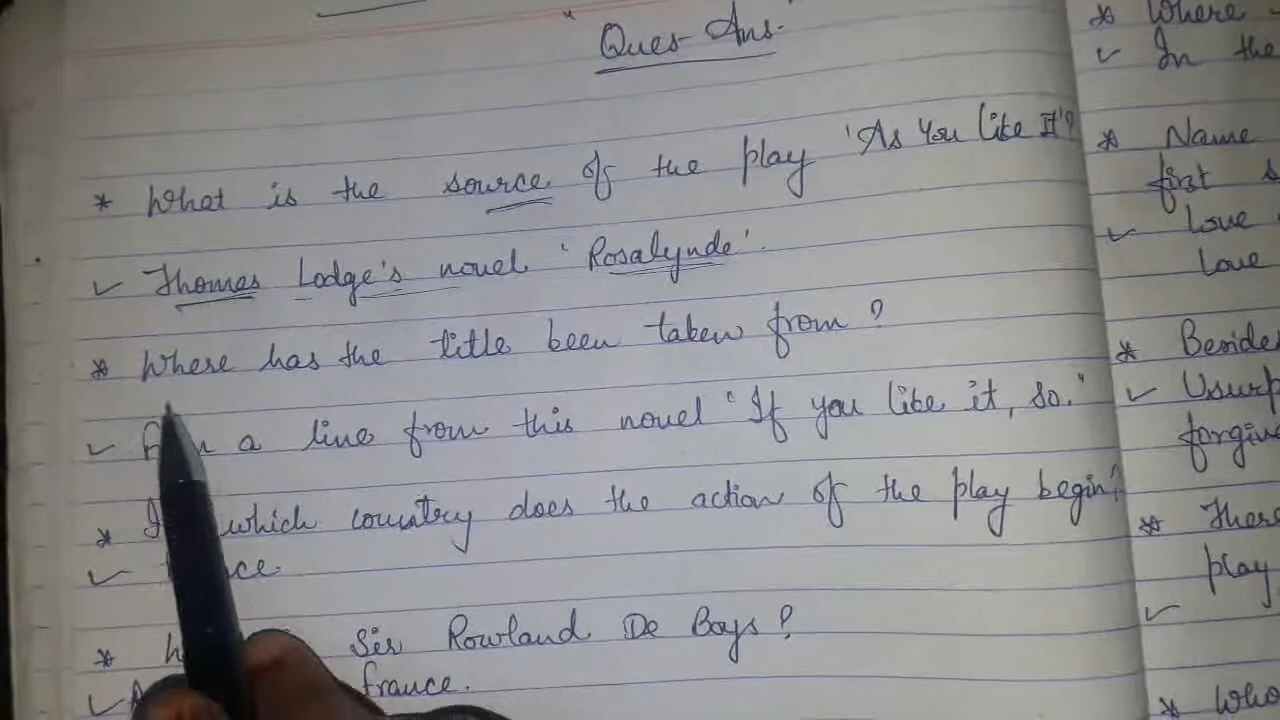 Ques- Ans-
* What is the source of the play 'As You like It'?
✓ Thomas Lodge's novel 'Rosalynde'.
* Where has the title been taken from?
✓ a line from this novel "If you like it, so."
* which country does the action of the play begin?
✓
* Sir Rowland De Boys?
✓ France.
* Where
✓ In the
* Name
first
✓ Love
Love
* Beside
✓ Usurp
forgiv
* There
play
✓
* Who